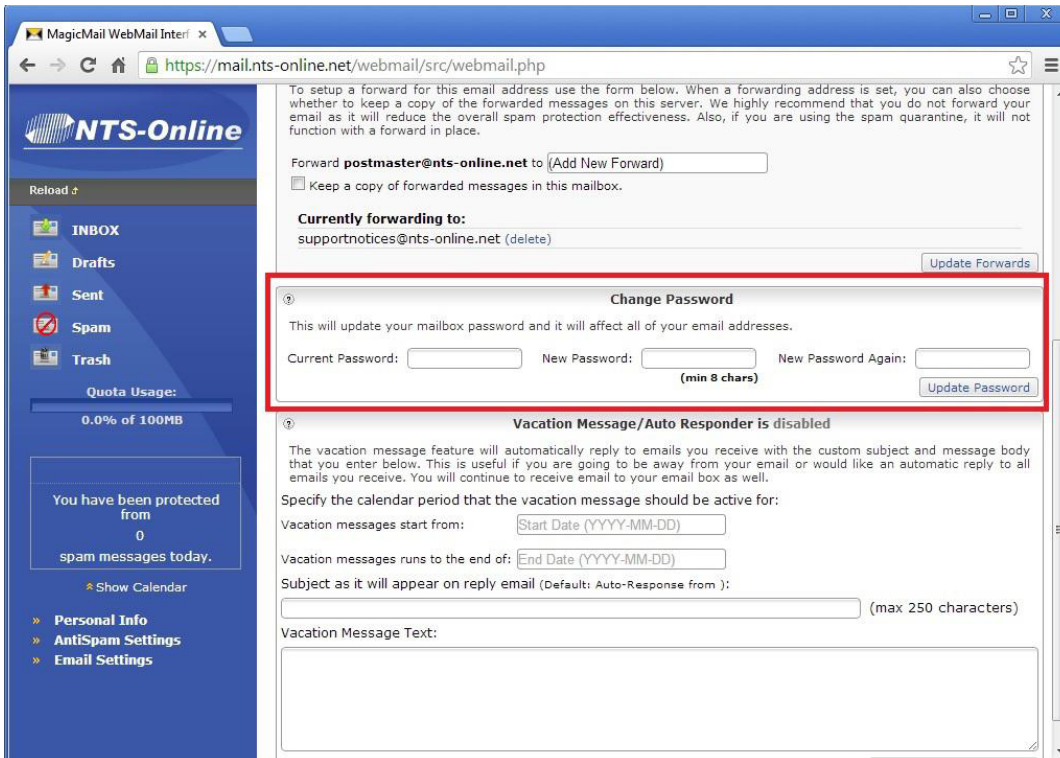 MagicMail WebMail Interf
https://mail.nts-online.net/webmail/src/webmail.php
NTS-Online
Reload
INBOX
Drafts
Sent
Spam
Trash
Quota Usage:
0.0% of 100MB
You have been protected
from
0
spam messages today.
Show Calendar
» Personal Info
» AntiSpam Settings
» Email Settings
To setup a forward for this email address use the form below. When a forwarding address is set, you can also choose
whether to keep a copy of the forwarded messages on this server. We highly recommend that you do not forward your
email as it will reduce the overall spam protection effectiveness. Also, if you are using the spam quarantine, it will not
function with a forward in place.
Forward postmaster@nts-online.net to (Add New Forward)
Keep a copy of forwarded messages in this mailbox.
Currently forwarding to:
supportnotices@nts-online.net (delete)
Update Forwards
? Change Password
This will update your mailbox password and it will affect all of your email addresses.
Current Password: New Password: New Password Again:
(min 8 chars)
Update Password
? Vacation Message/Auto Responder is disabled
The vacation message feature will automatically reply to emails you receive with the custom subject and message body
that you enter below. This is useful if you are going to be away from your email or would like an automatic reply to all
emails you receive. You will continue to receive email to your email box as well.
Specify the calendar period that the vacation message should be active for:
Vacation messages start from: Start Date (YYYY-MM-DD)
Vacation messages runs to the end of: End Date (YYYY-MM-DD)
Subject as it will appear on reply email (Default: Auto-Response from ):
(max 250 characters)
Vacation Message Text: